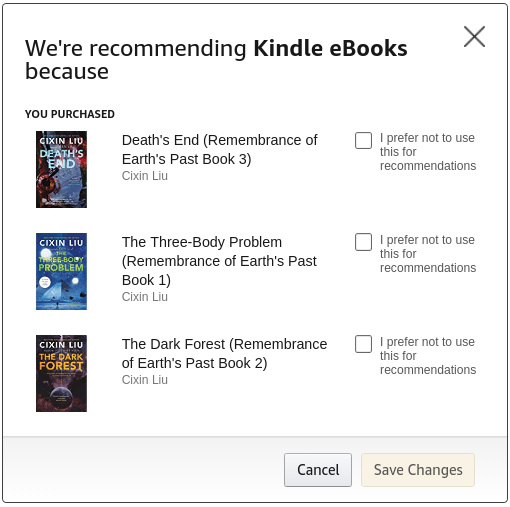 We're recommending Kindle eBooks
because
YOU PURCHASED
CIXIN LIU
DEATH'S
END
Death's End (Remembrance of
Earth's Past Book 3)
Cixin Liu
I prefer not to use
this for
recommendations
CIXIN LIU
THE
THREE-BODY
PROBLEM
The Three-Body Problem
(Remembrance of Earth's Past
Book 1)
Cixin Liu
I prefer not to use
this for
recommendations
CIXIN LIU
THE DARK
FOREST
The Dark Forest (Remembrance
of Earth's Past Book 2)
Cixin Liu
I prefer not to use
this for
recommendations
Cancel
Save Changes